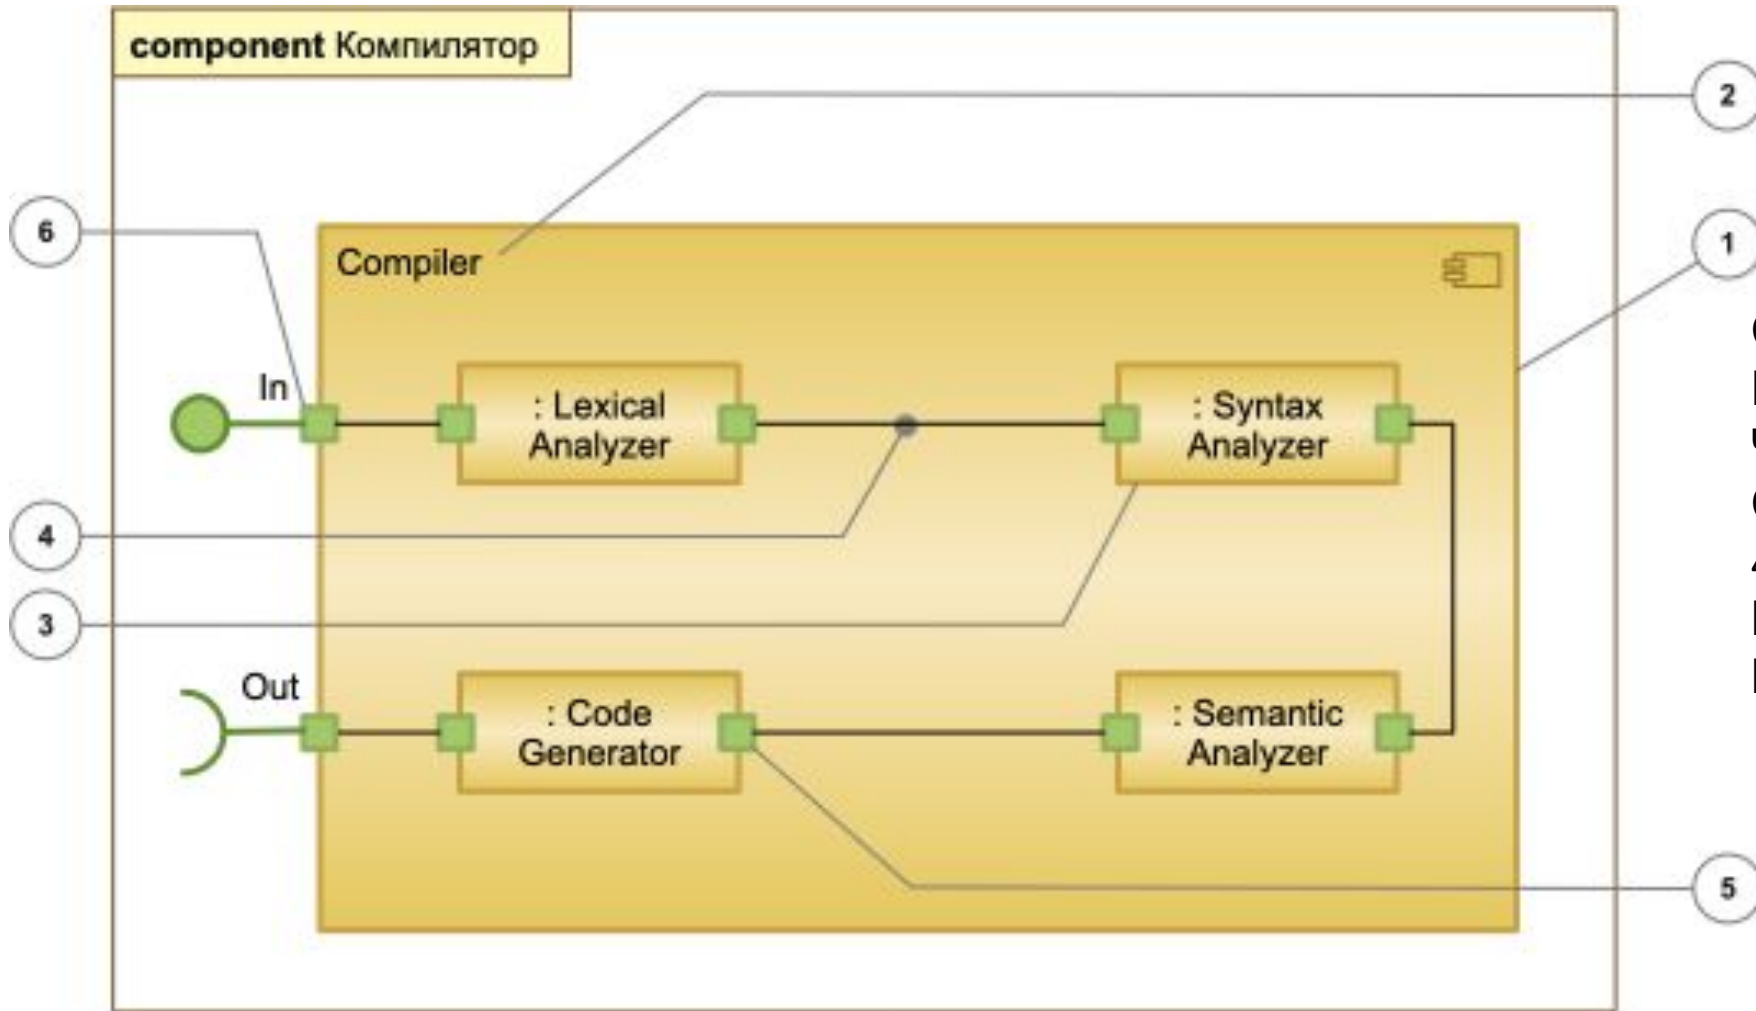 component Компилятор
2
6
1
Compiler
In
: Lexical
Analyzer
: Syntax
Analyzer
4
3
Out
: Code
Generator
: Semantic
Analyzer
5